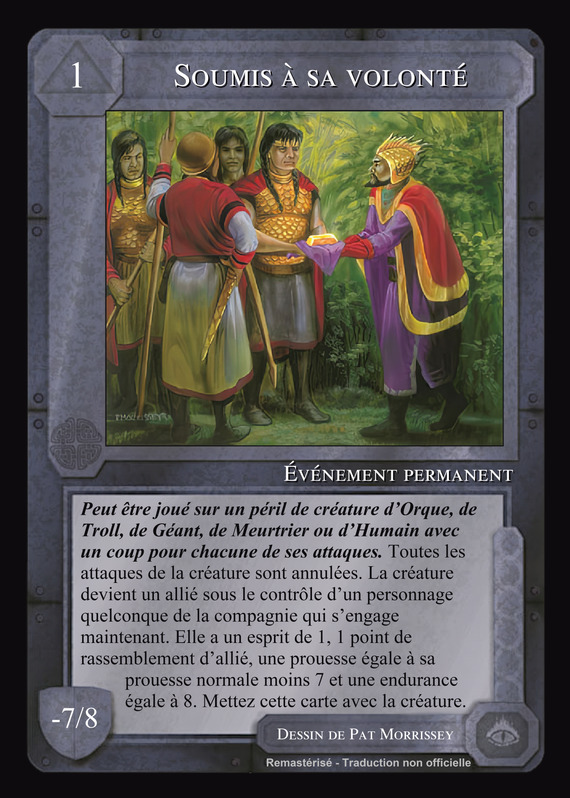 1
Soumis à sa volonté
Événement permanent
Peut être joué sur un péril de créature d’Orque, de
Troll, de Géant, de Meurtrier ou d’Humain avec
un coup pour chacune de ses attaques. Toutes les
attaques de la créature sont annulées. La créature
devient un allié sous le contrôle d’un personnage
quelconque de la compagnie qui s’engage
maintenant. Elle a un esprit de 1, 1 point de
rassemblement d’allié, une prouesse égale à sa
prouesse normale moins 7 et une endurance
égale à 8. Mettez cette carte avec la créature.
-7/8
Dessin de Pat Morrissey
Remastérisé - Traduction non officielle